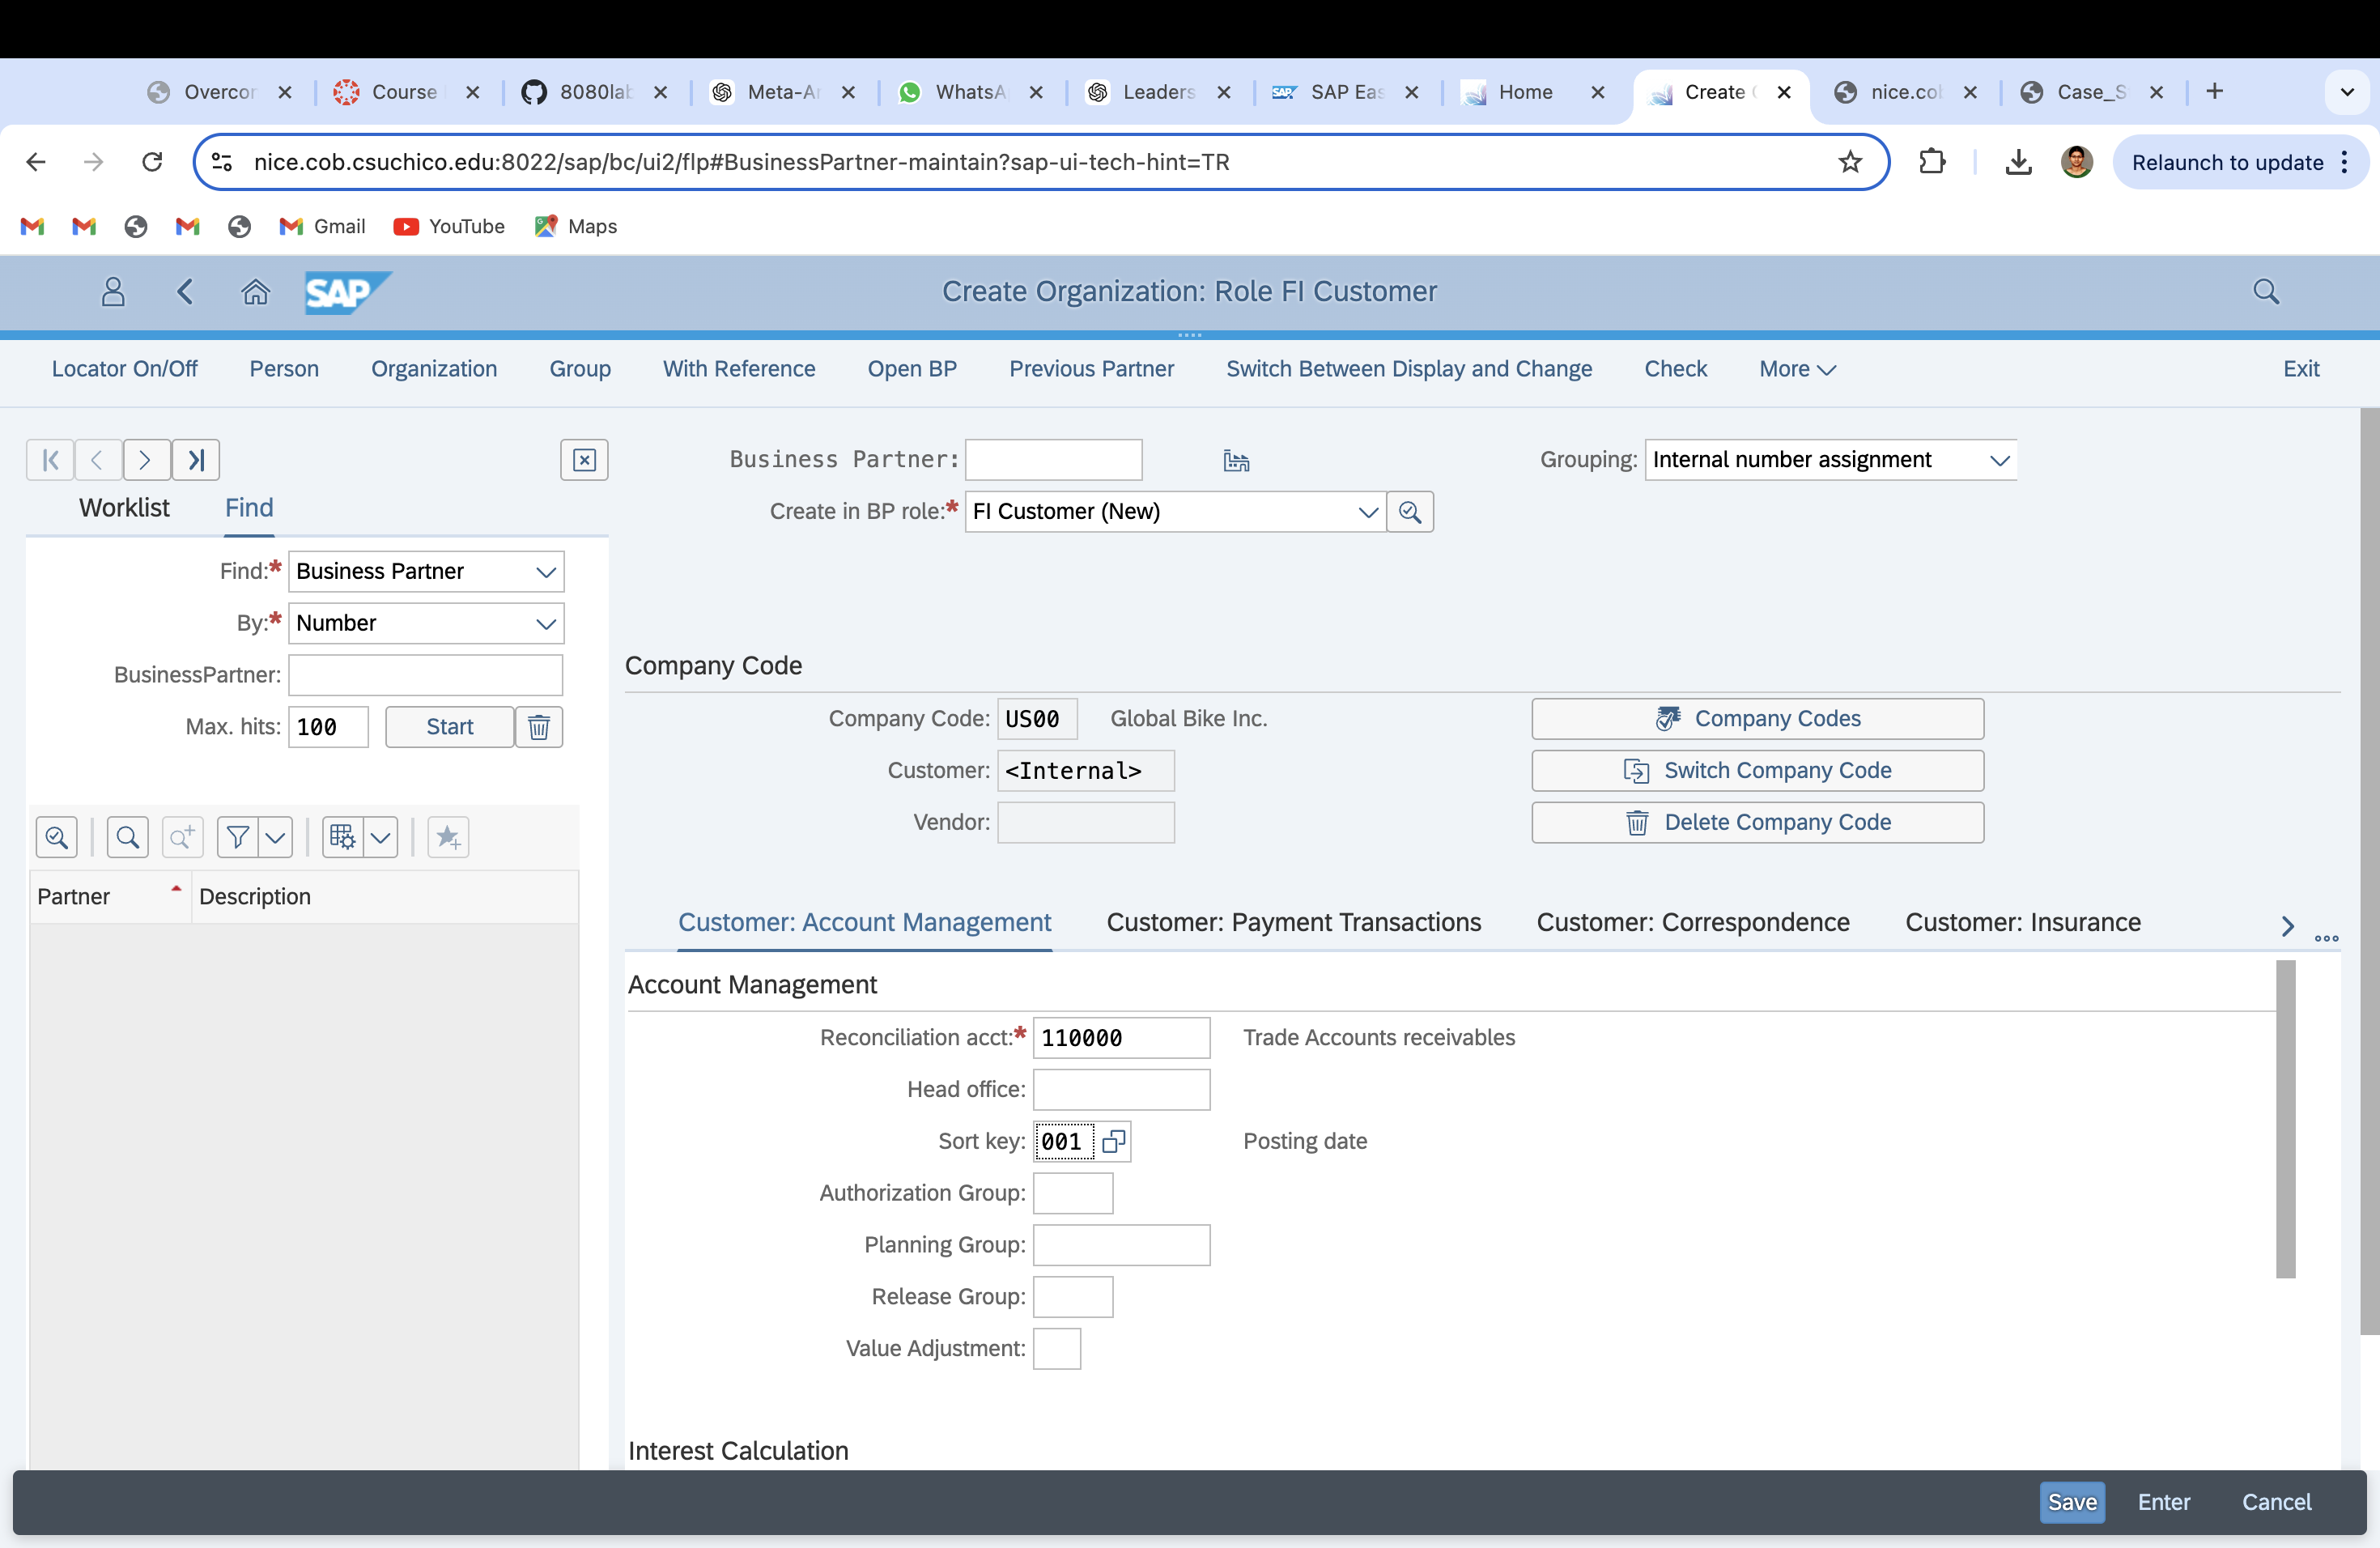 Overcor
Course
8080lab
Meta-Ar
WhatsA
Leaders
SAP Eas
Home
Create
nice.co
Case_S
nice.cob.csuchico.edu:8022/sap/bc/ui2/flp#BusinessPartner-maintain?sap-ui-tech-hint=TR
Relaunch to update
Gmail
YouTube
Maps
SAP
Create Organization: Role FI Customer
Locator On/Off
Person
Organization
Group
With Reference
Open BP
Previous Partner
Switch Between Display and Change
Check
More
Exit
Worklist
Find
Find:*
Business Partner
By:*
Number
BusinessPartner:
Max. hits:
100
Start
Partner
Description
Business Partner:
Grouping:
Internal number assignment
Create in BP role:*
FI Customer (New)
Company Code
Company Code:
US00
Global Bike Inc.
Company Codes
Customer:
<Internal>
Switch Company Code
Vendor:
Delete Company Code
Customer: Account Management
Customer: Payment Transactions
Customer: Correspondence
Customer: Insurance
Account Management
Reconciliation acct:*
110000
Trade Accounts receivables
Head office:
Sort key:
001
Posting date
Authorization Group:
Planning Group:
Release Group:
Value Adjustment:
Interest Calculation
Save
Enter
Cancel